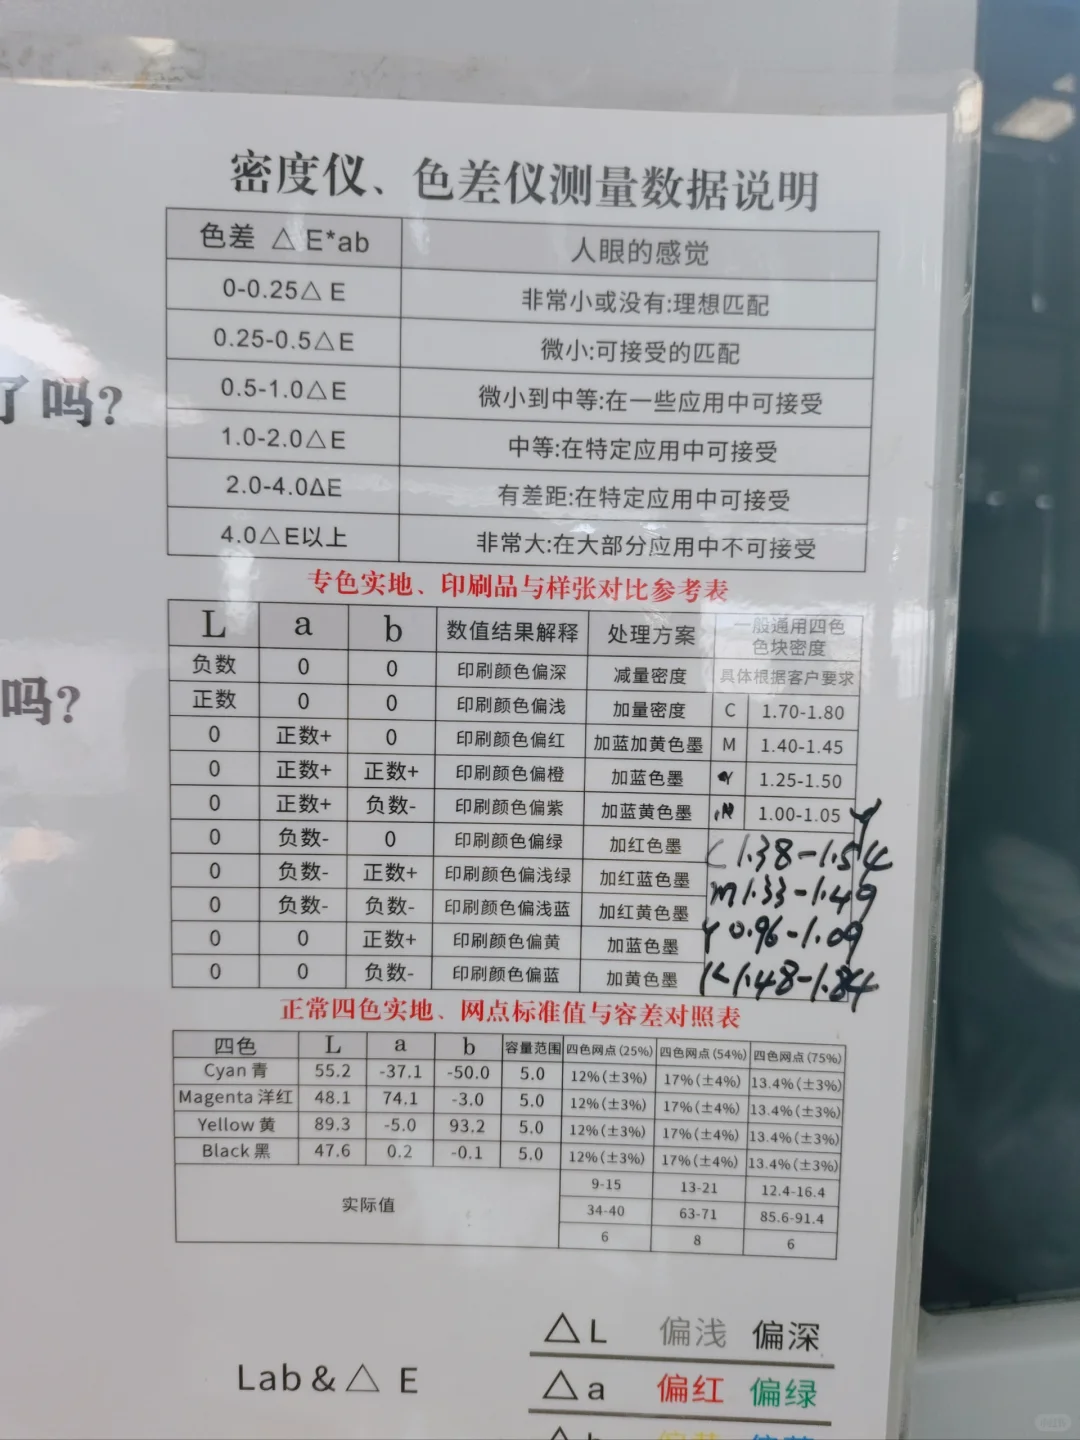 密度仪、色差仪测量数据说明
色差 △ E*ab 人眼的感觉
0-0.25△ E 非常小或没有:理想匹配
0.25-0.5△E 微小:可接受的匹配
了吗?
0.5-1.0△E 微小到中等:在一些应用中可接受
1.0-2.0△E 中等:在特定应用中可接受
2.0-4.0ΔE 有差距:在特定应用中可接受
4.0△E以上 非常大:在大部分应用中不可接受
专色实地、印刷品与样张对比参考表
L a b 数值结果解释 处理方案 一般通用四色色块密度
负数 0 0 印刷颜色偏深 减量密度 具体根据客户要求
吗?
正数 0 0 印刷颜色偏浅 加量密度 C 1.70-1.80
0 正数+ 0 印刷颜色偏红 加蓝加黄色墨 M 1.40-1.45
0 正数+ 正数+ 印刷颜色偏橙 加蓝色墨 1.25-1.50
0 正数+ 负数- 印刷颜色偏紫 加蓝黄色墨 1.00-1.05 Y
0 负数- 0 印刷颜色偏绿 加红色墨 C 1.38-1.54
0 负数- 正数+ 印刷颜色偏浅绿 加红蓝色墨 m 1.33-1.49
0 负数- 负数- 印刷颜色偏浅蓝 加红黄色墨 Y 0.96-1.09
0 0 正数+ 印刷颜色偏黄 加蓝色墨 K 1.48-1.84
0 0 负数- 印刷颜色偏蓝 加黄色墨
正常四色实地、网点标准值与容差对照表
四色 L a b 容量范围 四色网点(25%) 四色网点(54%) 四色网点(75%)
Cyan 青 55.2 -37.1 -50.0 5.0 12%(±3%) 17%(±4%) 13.4%(±3%)
Magenta 洋红 48.1 74.1 -3.0 5.0 12%(±3%) 17%(±4%) 13.4%(±3%)
Yellow 黄 89.3 -5.0 93.2 5.0 12%(±3%) 17%(±4%) 13.4%(±3%)
Black 黑 47.6 0.2 -0.1 5.0 12%(±3%) 17%(±4%) 13.4%(±3%)
实际值 9-15 13-21 12.4-16.4
34-40 63-71 85.6-91.4
6 8 6
△ L 偏浅 偏深
Lab & △ E △ a 偏红 偏绿